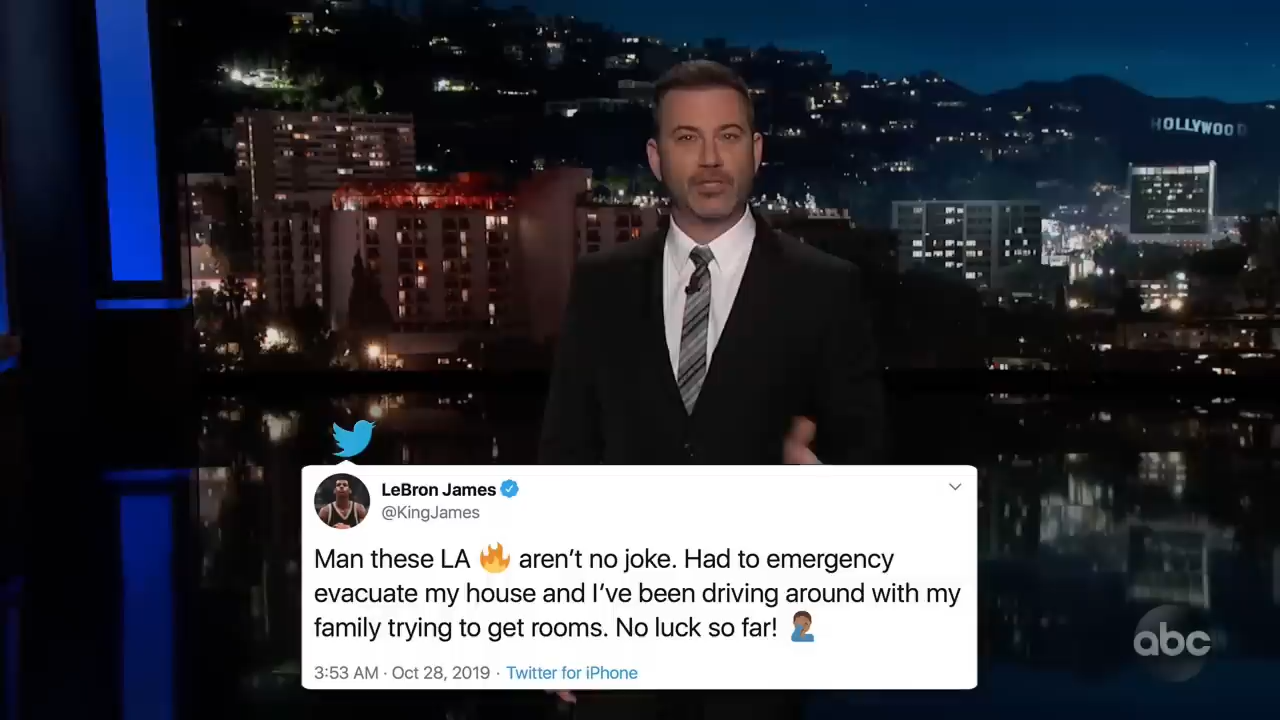 HOLLYWOOD
LeBron James
@KingJames
Man these LA 🔥 aren’t no joke. Had to emergency
evacuate my house and I’ve been driving around with my
family trying to get rooms. No luck so far! 🤦🏾‍♂️
3:53 AM · Oct 28, 2019 · Twitter for iPhone
abc